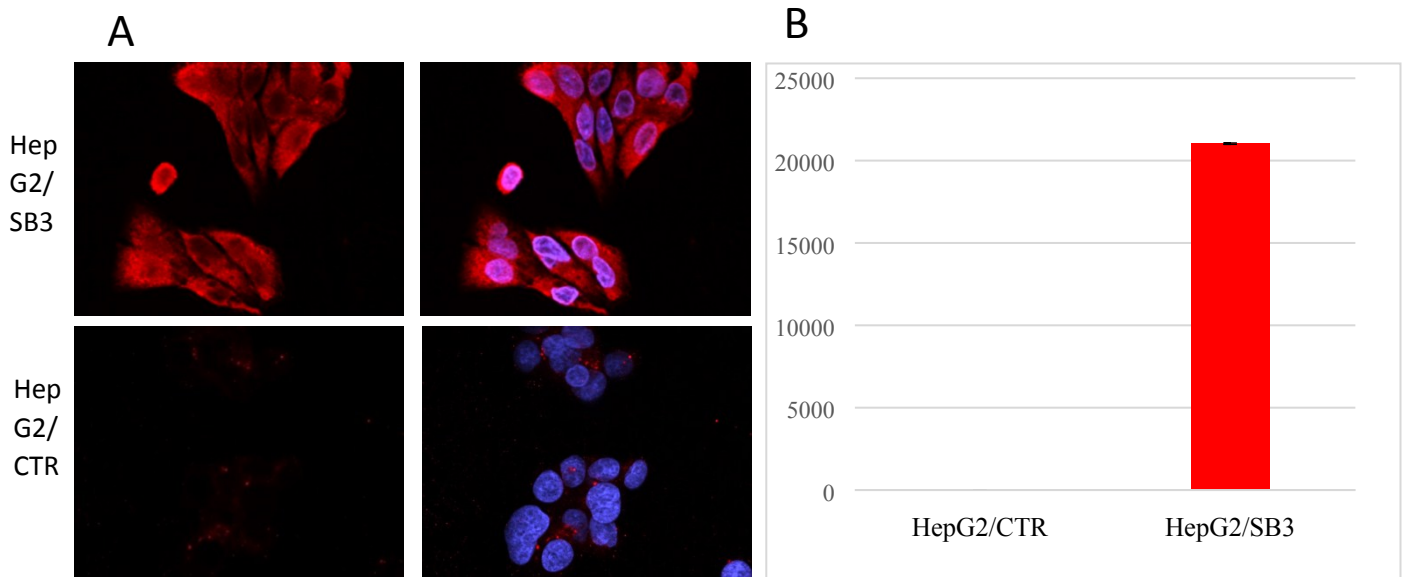 A
Hep
G2/
SB3
Hep
G2/
CTR
B
25000
20000
15000
10000
5000
0
HepG2/CTR
HepG2/SB3